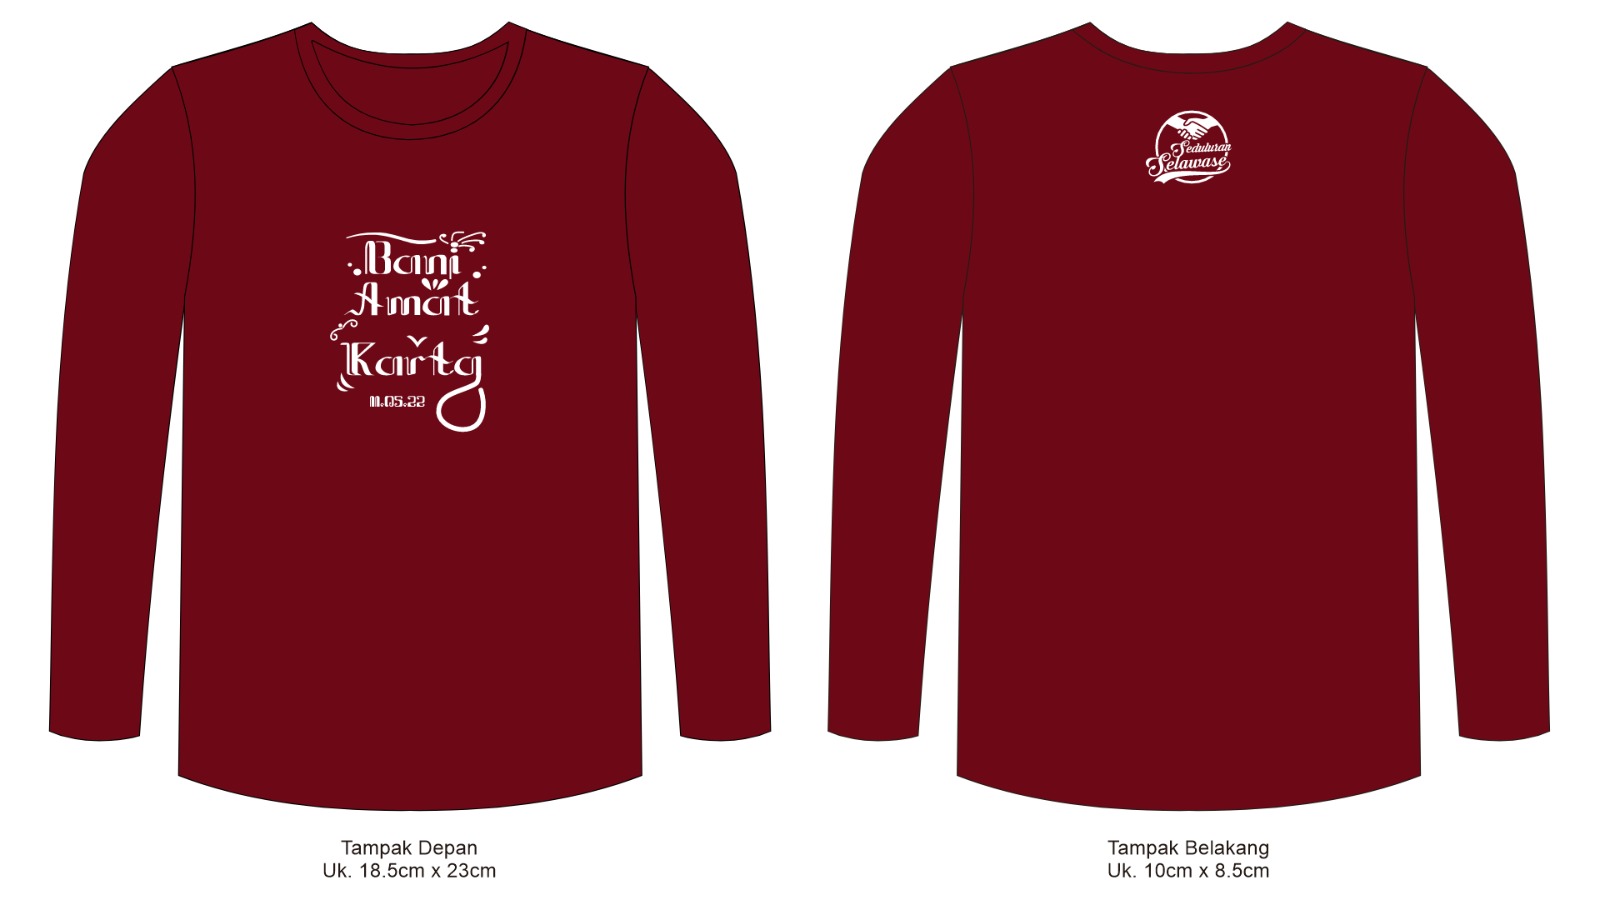 Bani
Amat
Karta
11.05.22
Seduluran
Selawase
Tampak Depan
Uk. 18.5cm x 23cm
Tampak Belakang
Uk. 10cm x 8.5cm